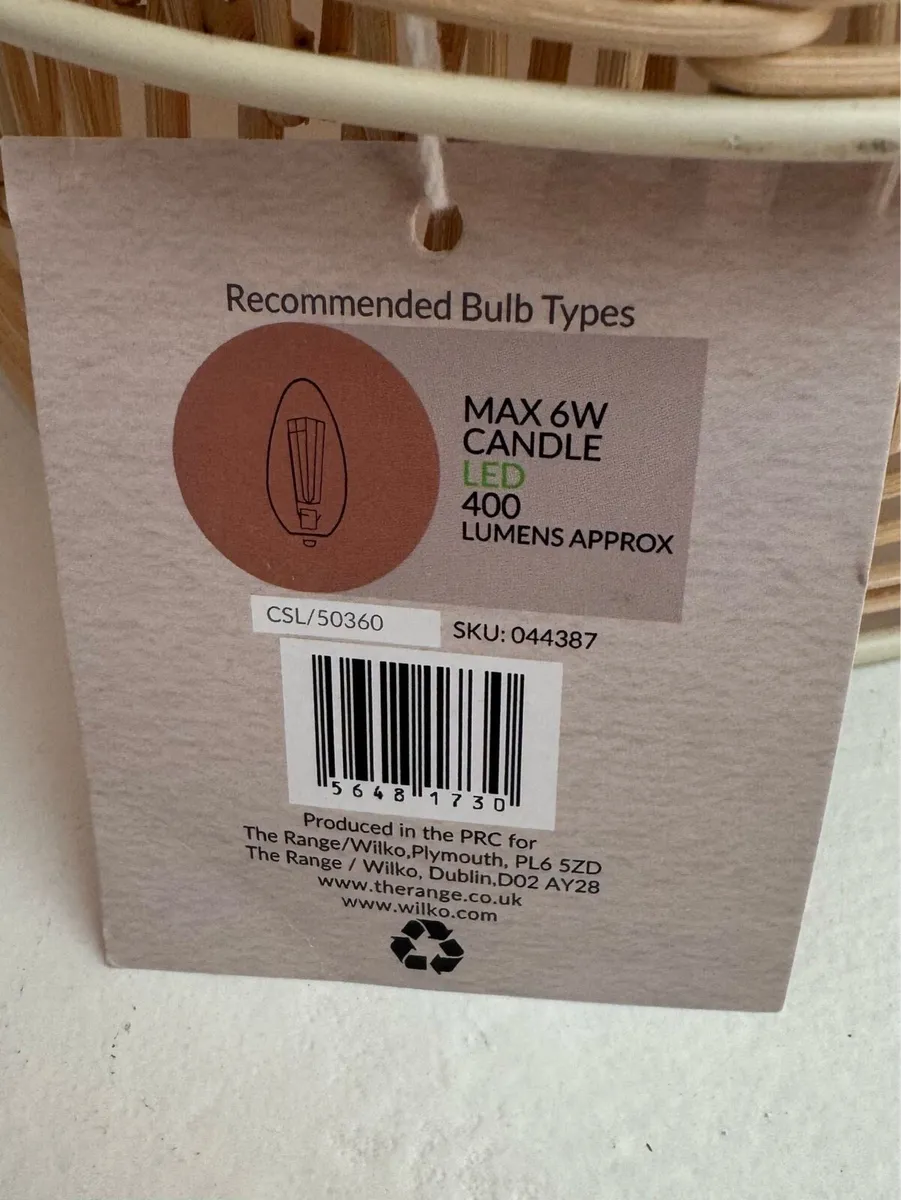 Recommended Bulb Types
MAX 6W
CANDLE
LED
400
LUMENS APPROX
CSL/50360
SKU: 044387
5648 1730
Produced in the PRC for
The Range/Wilko,Plymouth, PL6 5ZD
The Range / Wilko, Dublin,D02 AY28
www.therange.co.uk
www.wilko.com